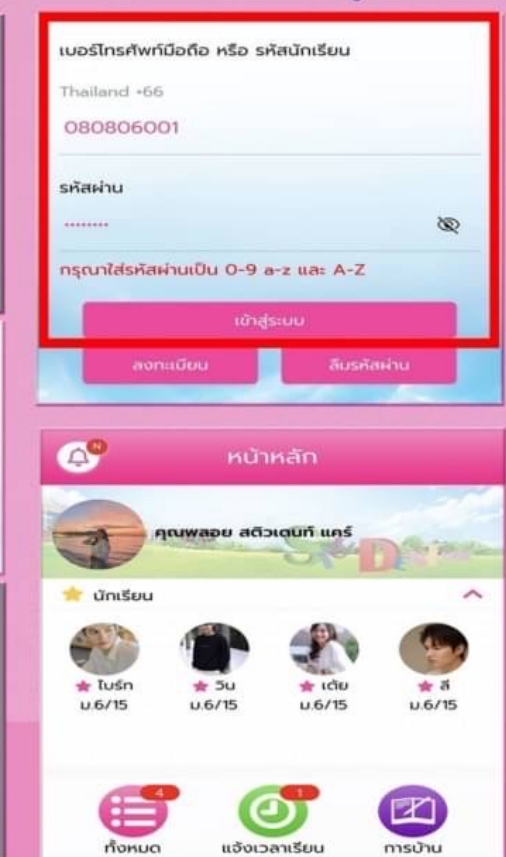 เบอร์โทรศัพท์มือถือ หรือ รหัสนักเรียน
Thailand +66
080806001
รหัสผ่าน
········
กรุณาใส่รหัสผ่านเป็น 0-9 a-z และ A-Z
เข้าสู่ระบบ
ลงทะเบียน ลืมรหัสผ่าน
N
หน้าหลัก
คุณพลอย สติวเดนท์ แคร์
นักเรียน
ไบร์ท วิน เต้ย ลี
ม.6/15 ม.6/15 ม.6/15 ม.6/15
4 1
ทั้งหมด แจ้งเวลาเรียน การบ้าน